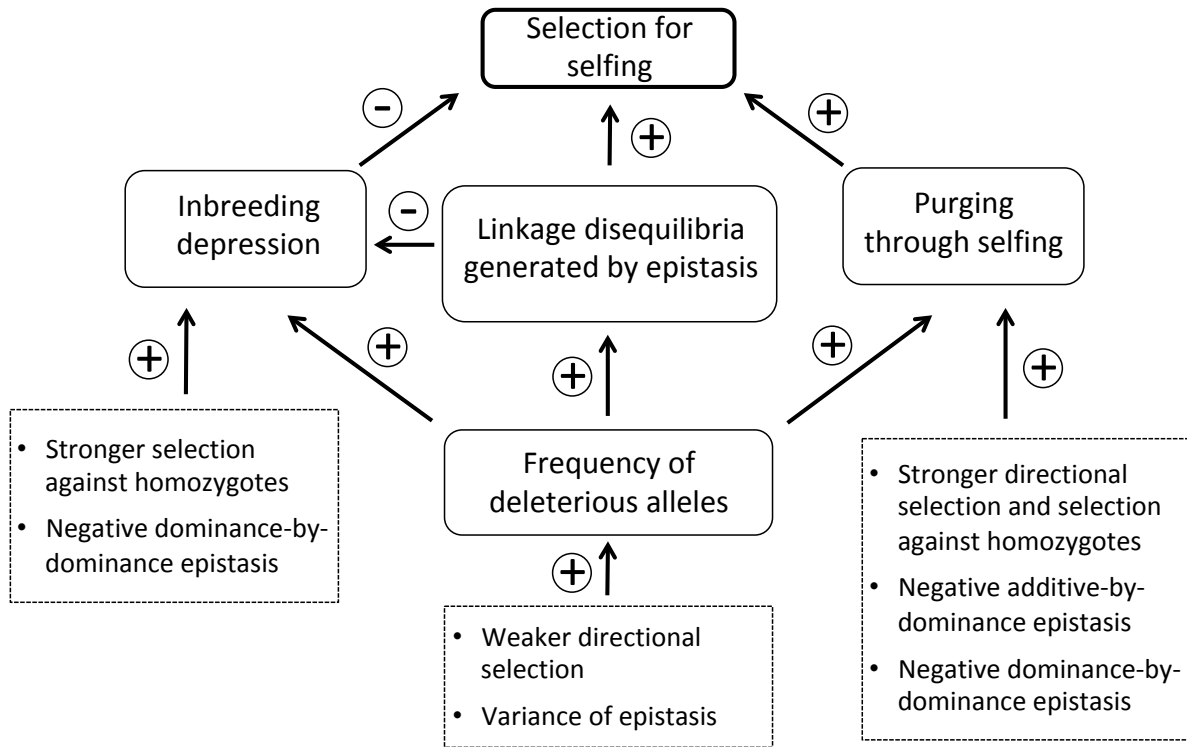 Selection for
selfing
−
+
+
Inbreeding
depression
−
Linkage disequilibria
generated by epistasis
Purging
through selfing
+
+
+
+
+
• Stronger selection
against homozygotes
• Negative dominance-by-
dominance epistasis
Frequency of
deleterious alleles
• Stronger directional
selection and selection
against homozygotes
• Negative additive-by-
dominance epistasis
• Negative dominance-by-
dominance epistasis
+
• Weaker directional
selection
• Variance of epistasis